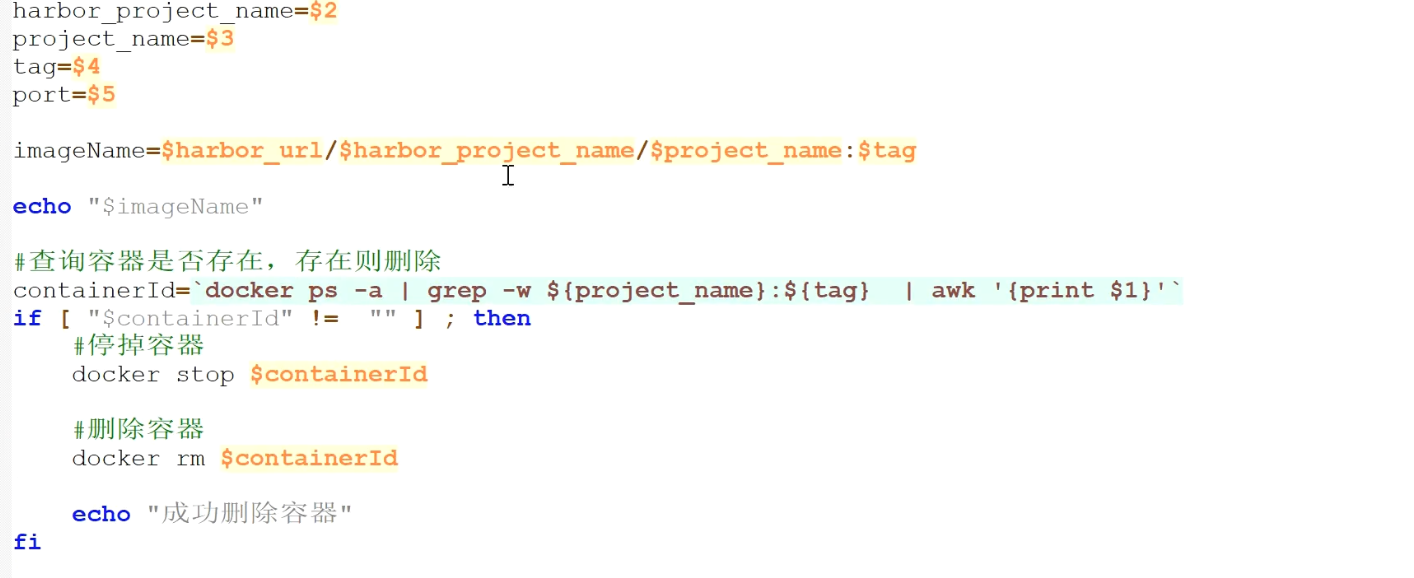 harbor_project_name=$2
project_name=$3
tag=$4
port=$5
imageName=$harbor_url/$harbor_project_name/$project_name:$tag
echo "$imageName"
#查询容器是否存在，存在则删除
containerId=`docker ps -a | grep -w ${project_name}:${tag}  | awk '{print $1}'`
if [ "$containerId" !=  "" ] ; then
    #停掉容器
    docker stop $containerId
    #删除容器
    docker rm $containerId
    echo "成功删除容器"
fi